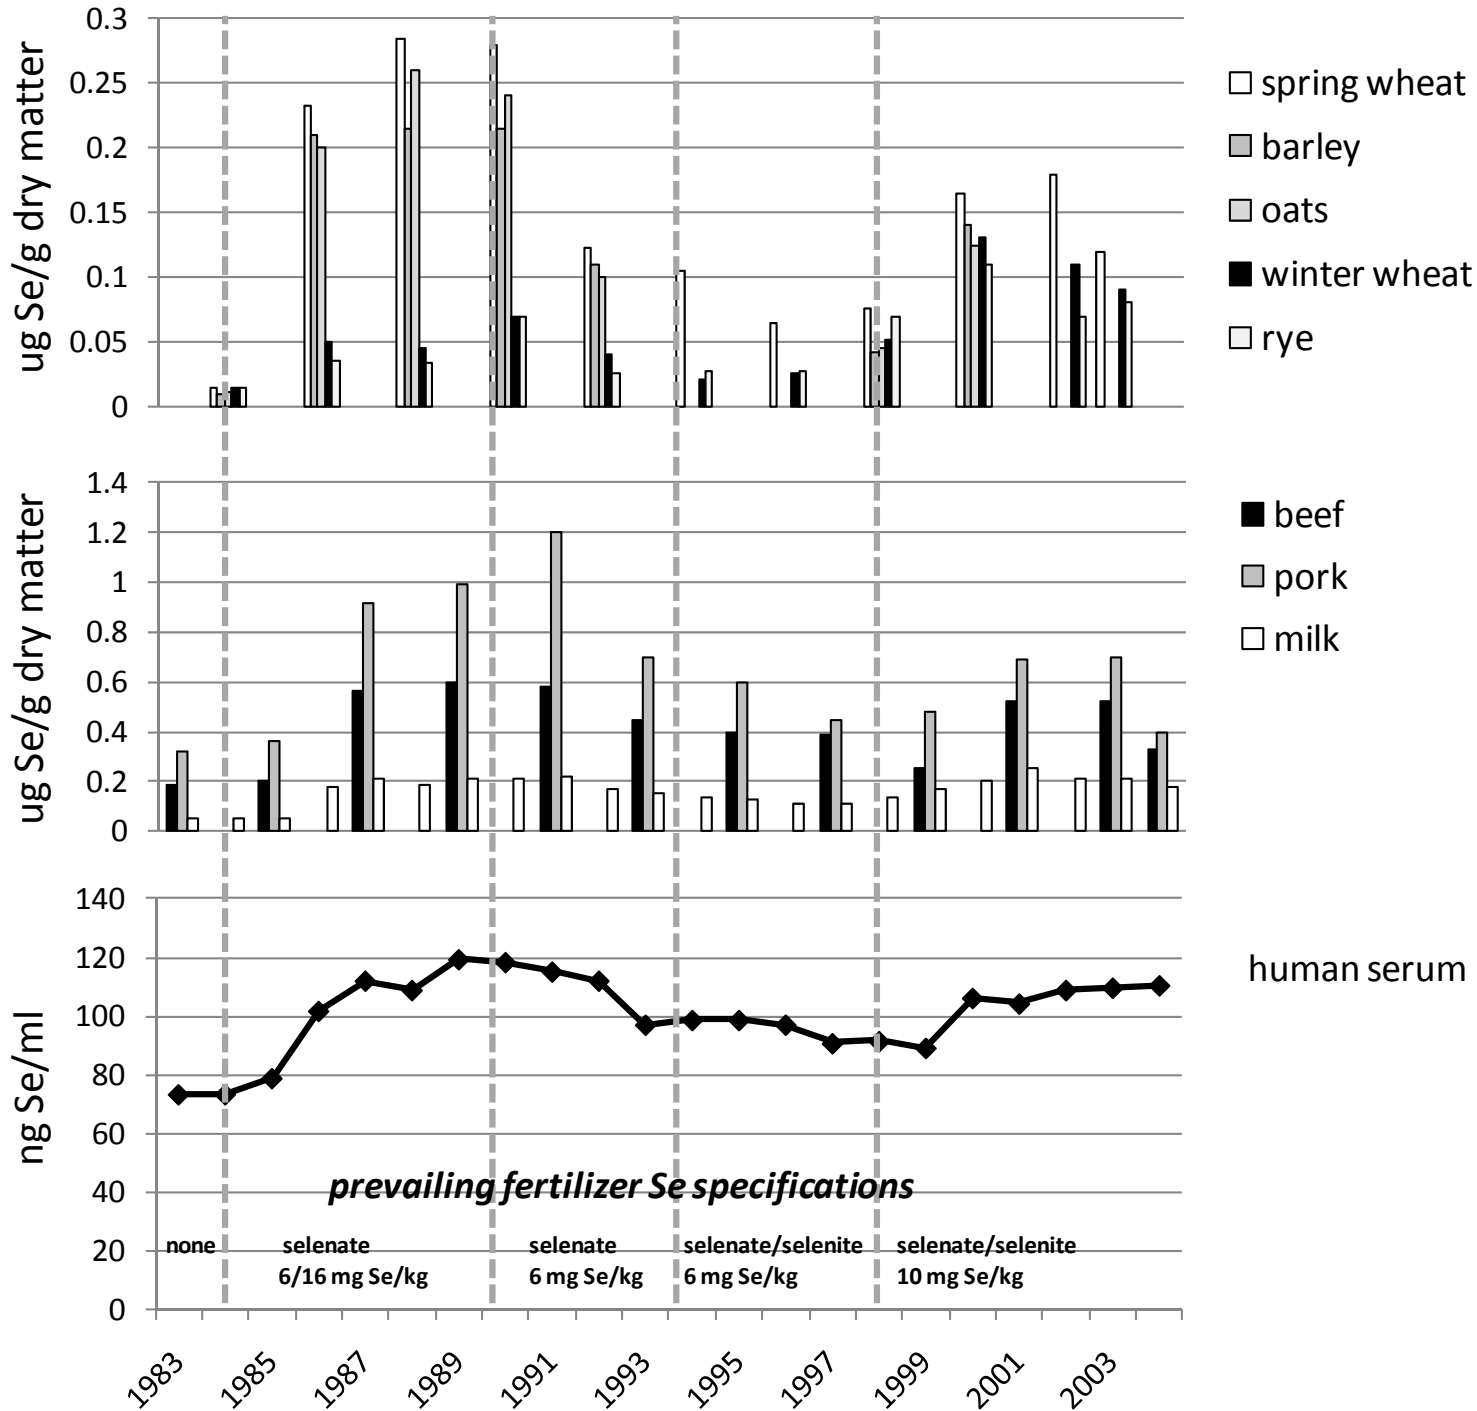 ug Se/g dry matter
0.3
0.25
0.2
0.15
0.1
0.05
0
spring wheat
barley
oats
winter wheat
rye
ug Se/g dry matter
1.4
1.2
1
0.8
0.6
0.4
0.2
0
beef
pork
milk
ng Se/ml
140
120
100
80
60
40
20
0
human serum
prevailing fertilizer Se specifications
none
selenate
6/16 mg Se/kg
selenate
6 mg Se/kg
selenate/selenite
6 mg Se/kg
selenate/selenite
10 mg Se/kg
1983
1985
1987
1989
1991
1993
1995
1997
1999
2001
2003